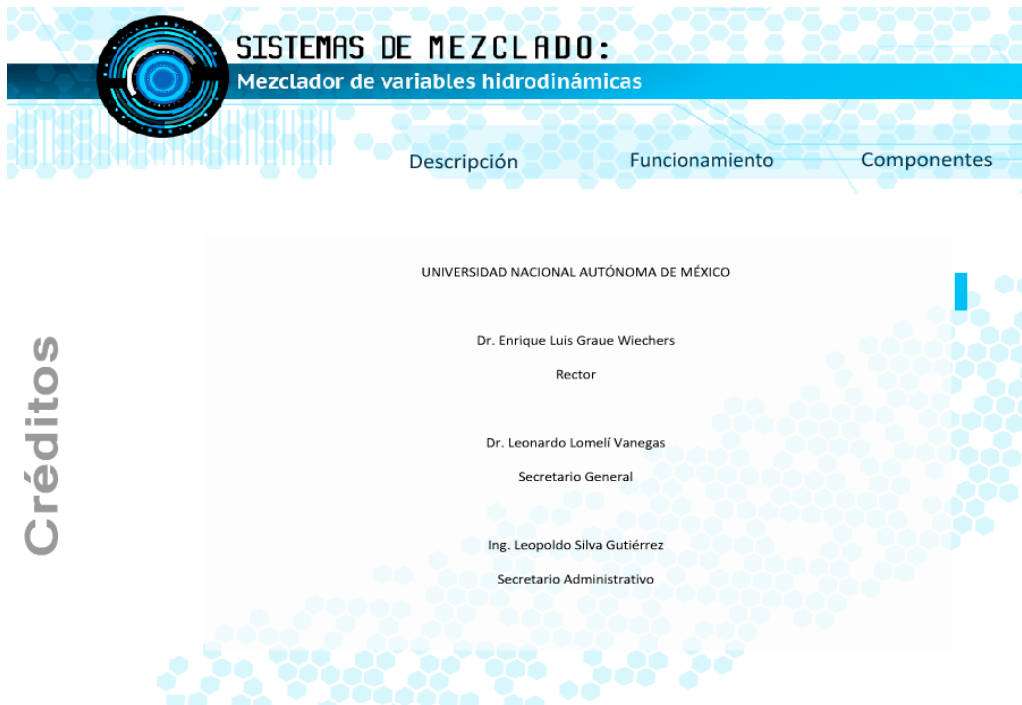 SISTEMAS DE MEZCLADO:
Mezclador de variables hidrodinámicas
Descripción Funcionamiento Componentes
Créditos
UNIVERSIDAD NACIONAL AUTÓNOMA DE MÉXICO
Dr. Enrique Luis Graue Wiechers
Rector
Dr. Leonardo Lomelí Vanegas
Secretario General
Ing. Leopoldo Silva Gutiérrez
Secretario Administrativo